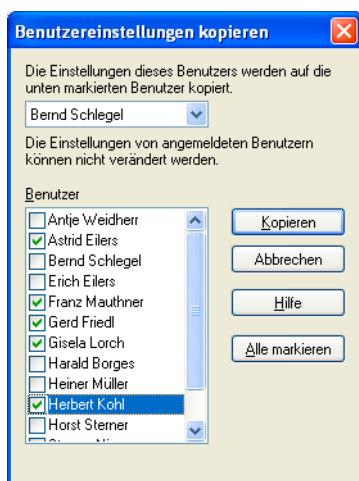 Benutzereinstellungen kopieren
Die Einstellungen dieses Benutzers werden auf die
unten markierten Benutzer kopiert.
Bernd Schlegel
Die Einstellungen von angemeldeten Benutzern
können nicht verändert werden.
Benutzer
Antje Weidherr
Astrid Eilers
Bernd Schlegel
Erich Eilers
Franz Mauthner
Gerd Friedl
Gisela Lorch
Harald Borges
Heiner Müller
Herbert Kohl
Horst Sterner
Kopieren
Abbrechen
Hilfe
Alle markieren